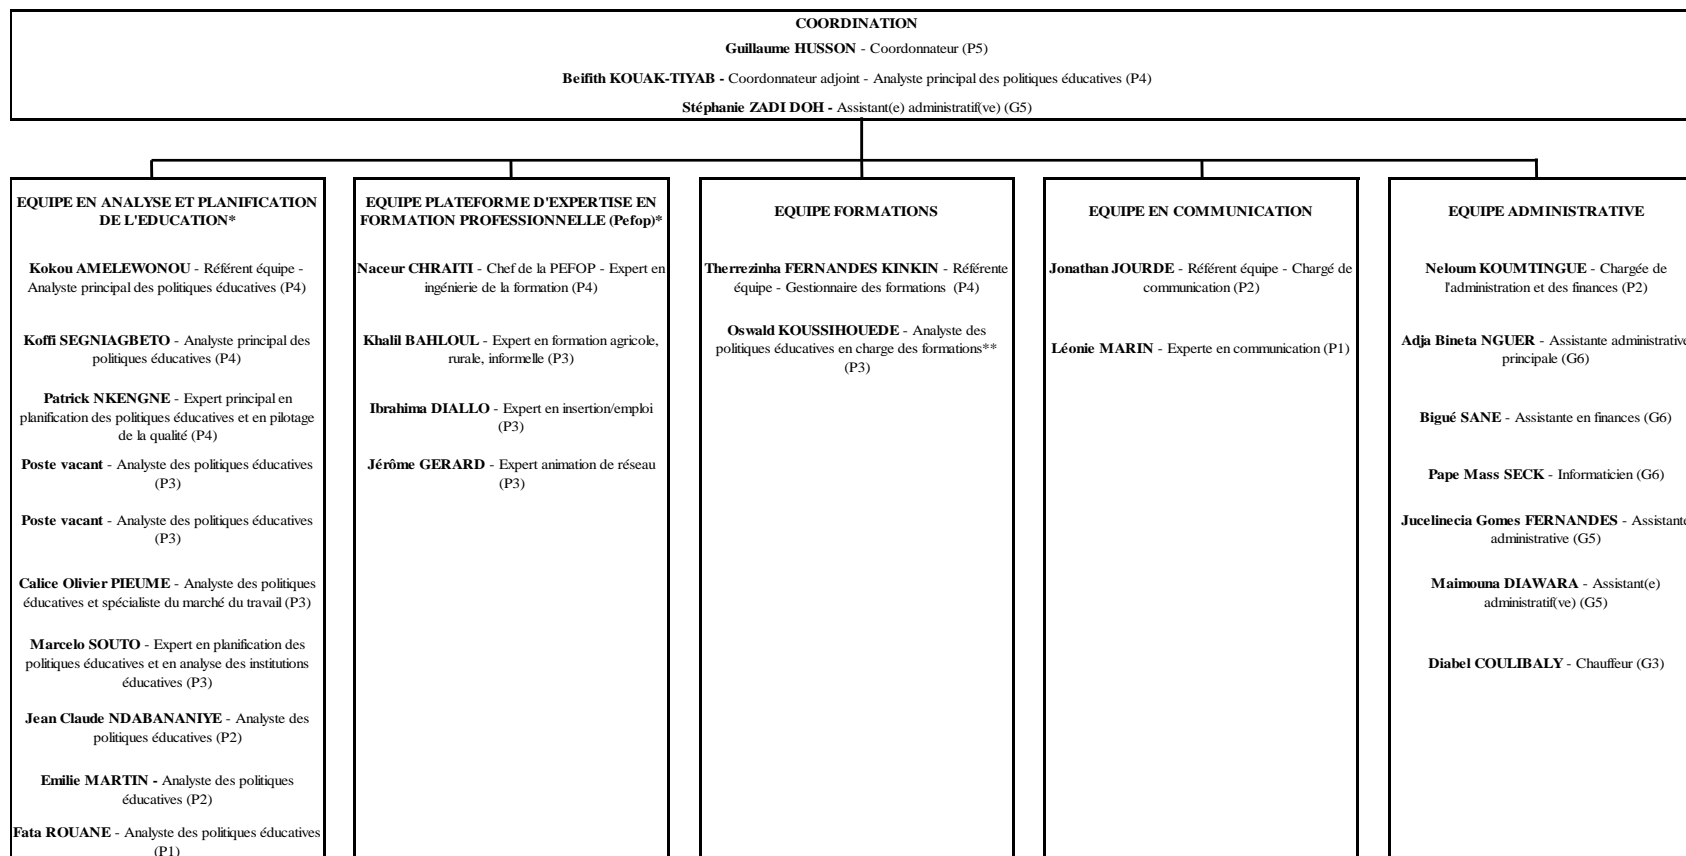 COORDINATION
Guillaume HUSSON - Coordonnateur (P5)
Beifith KOUAK-TIYAB - Coordonnateur adjoint - Analyste principal des politiques éducatives (P4)
Stéphanie ZADI DOH - Assistant(e) administratif(ve) (G5)
EQUIPE EN ANALYSE ET PLANIFICATION
DE L'EDUCATION*
Kokou AMELEWONOU - Référent équipe -
Analyste principal des politiques éducatives (P4)
Koffi SEGNIAGBETO - Analyste principal des
politiques éducatives (P4)
Patrick NKENGNE - Expert principal en
planification des politiques éducatives et en pilotage
de la qualité (P4)
Poste vacant - Analyste des politiques éducatives
(P3)
Poste vacant - Analyste des politiques éducatives
(P3)
Calice Olivier PIEUME - Analyste des politiques
éducatives et spécialiste du marché du travail (P3)
Marcelo SOUTO - Expert en planification des
politiques éducatives et en analyse des institutions
éducatives (P3)
Jean Claude NDABANANIYE - Analyste des
politiques éducatives (P2)
Emilie MARTIN - Analyste des politiques
éducatives (P2)
Fata ROUANE - Analyste des politiques éducatives
(P1)
EQUIPE PLATEFORME D'EXPERTISE EN
FORMATION PROFESSIONNELLE (Pefop)*
Naceur CHRAITI - Chef de la PEFOP - Expert en
ingénierie de la formation (P4)
Khalil BAHLOUL - Expert en formation agricole,
rurale, informelle (P3)
Ibrahima DIALLO - Expert en insertion/emploi
(P3)
Jérôme GERARD - Expert animation de réseau
(P3)
EQUIPE FORMATIONS
Therrezinha FERNANDES KINKIN - Référente
équipe - Gestionnaire des formations (P4)
Oswald KOUSSIHOUEDE - Analyste des
politiques éducatives en charge des formations**
(P3)
EQUIPE EN COMMUNICATION
Jonathan JOURDE - Référent équipe - Chargé de
communication (P2)
Léonie MARIN - Experte en communication (P1)
EQUIPE ADMINISTRATIVE
Neloum KOUMTINGUE - Chargée de
l'administration et des finances (P2)
Adja Bineta NGUER - Assistante administrative
principale (G6)
Bigué SANE - Assistante en finances (G6)
Pape Mass SECK - Informaticien (G6)
Jucelinecia Gomes FERNANDES - Assistante
administrative (G5)
Maimouna DIAWARA - Assistant(e)
administratif(ve) (G5)
Diabel COULIBALY - Chauffeur (G3)